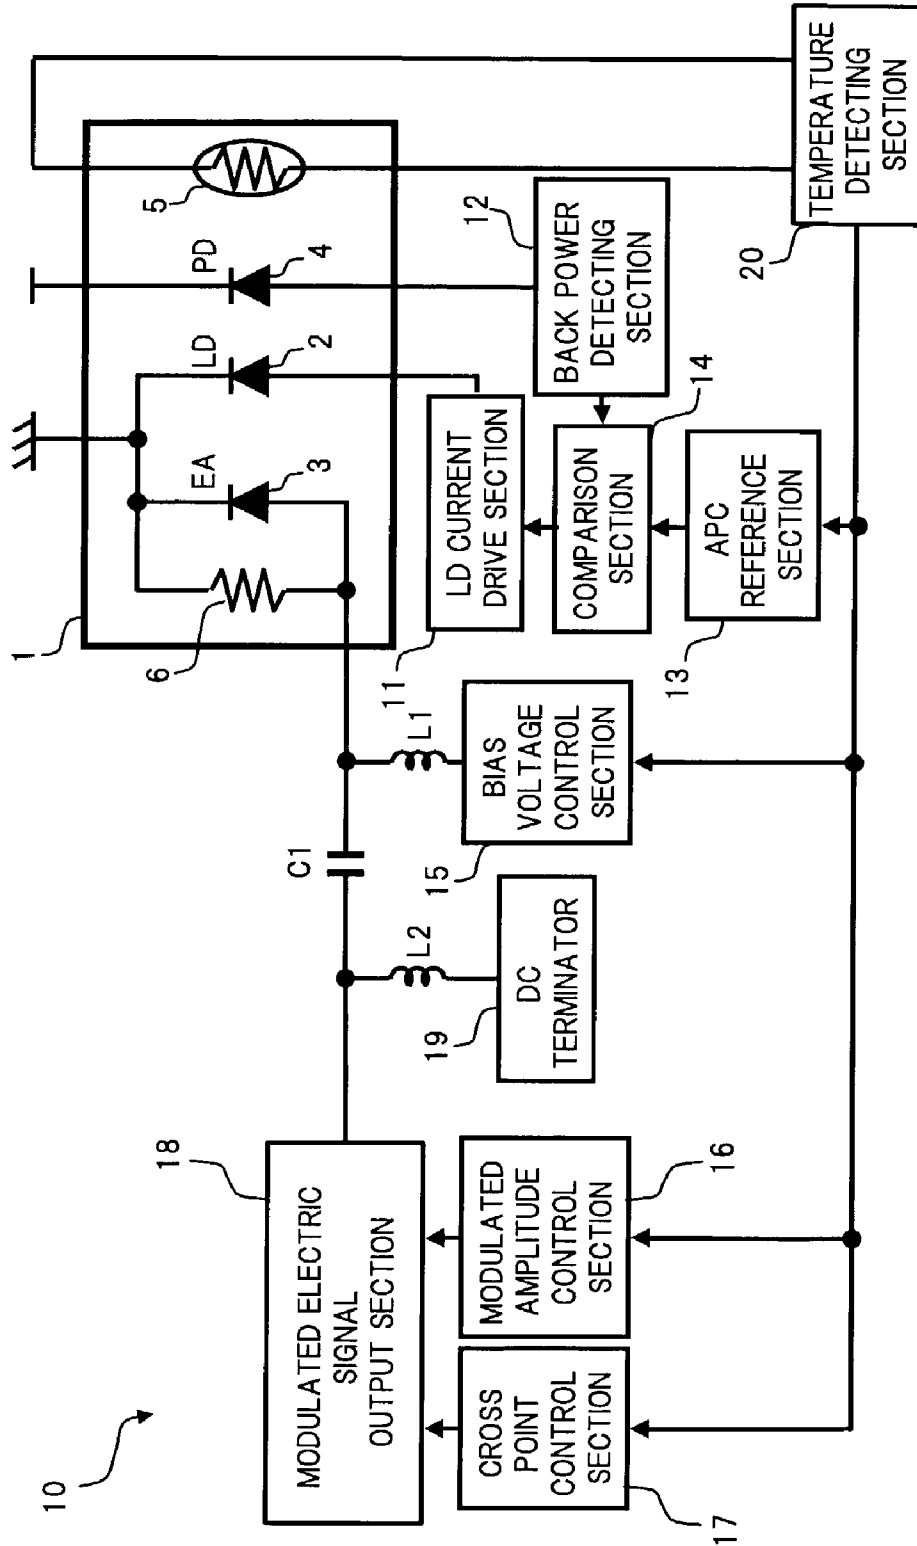 10
18
MODULATED ELECTRIC
SIGNAL
OUTPUT SECTION
CROSS
POINT
CONTROL
SECTION
17
MODULATED
AMPLITUDE
CONTROL
SECTION
16
C1
L2
DC
TERMINATOR
19
L1
BIAS
VOLTAGE
CONTROL
SECTION
15
1
6
EA
3
LD
2
PD
4
5
LD CURRENT
DRIVE SECTION
11
BACK POWER
DETECTING
SECTION
12
COMPARISON
SECTION
14
APC
REFERENCE
SECTION
13
TEMPERATURE
DETECTING
SECTION
20